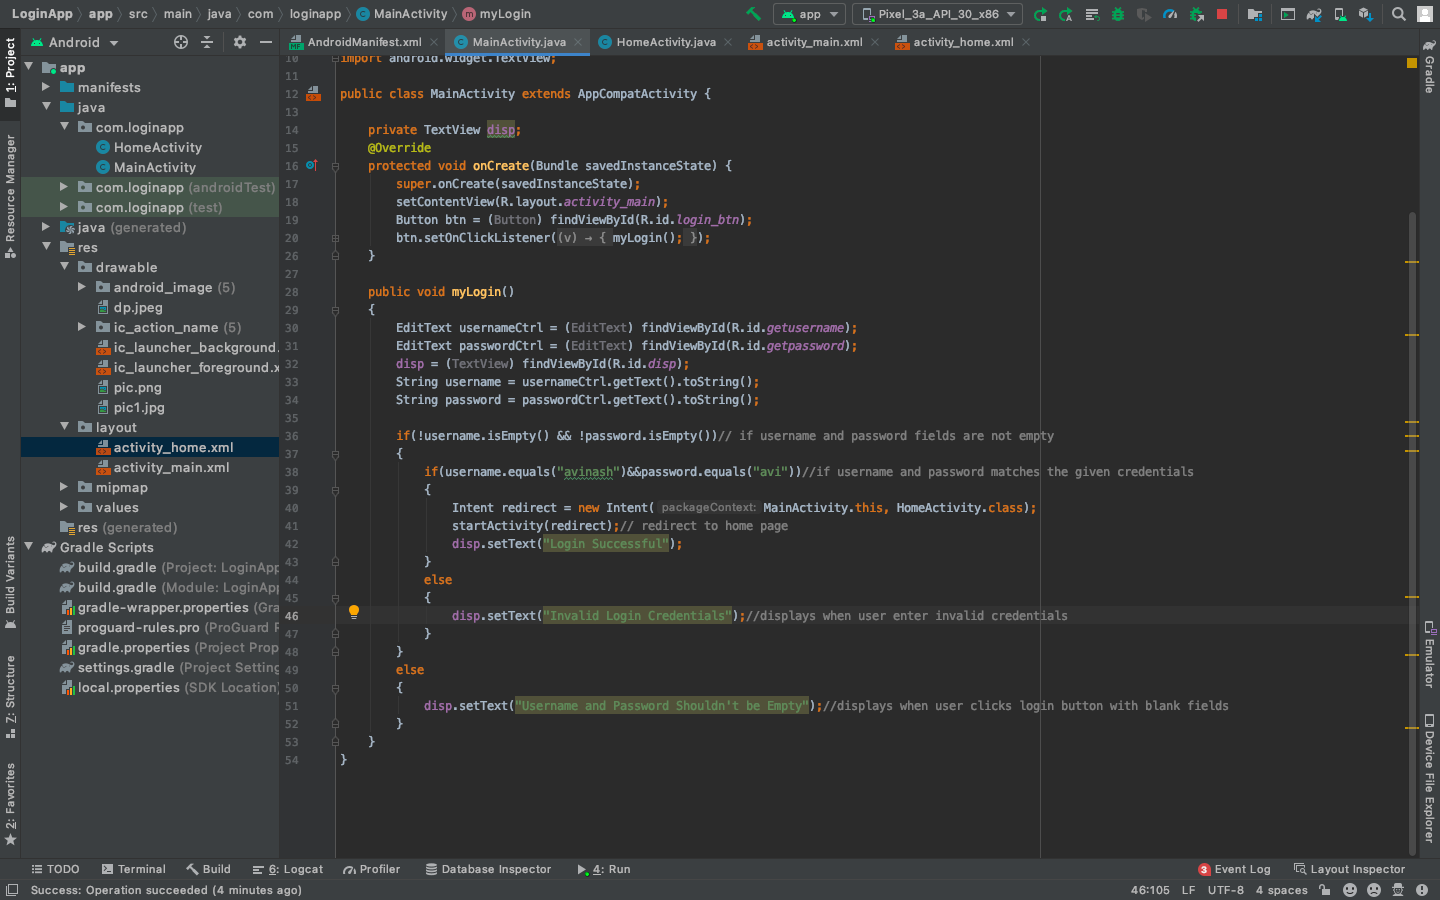 LoginApp app src main java com loginapp MainActivity myLogin app Pixel_3a_API_30_x86
Android
AndroidManifest.xml MainActivity.java HomeActivity.java activity_main.xml activity_home.xml
1: Project
Resource Manager
Build Variants
7: Structure
2: Favorites
app
manifests
java
com.loginapp
HomeActivity
MainActivity
com.loginapp (androidTest)
com.loginapp (test)
java (generated)
res
drawable
android_image (5)
dp.jpeg
ic_action_name (5)
ic_launcher_background.
ic_launcher_foreground.x
pic.png
pic1.jpg
layout
activity_home.xml
activity_main.xml
mipmap
values
res (generated)
Gradle Scripts
build.gradle (Project: LoginApp
build.gradle (Module: LoginApp
gradle-wrapper.properties (Gra
proguard-rules.pro (ProGuard R
gradle.properties (Project Prop
settings.gradle (Project Setting
local.properties (SDK Location)
10 import android.widget.TextView;
11
12 public class MainActivity extends AppCompatActivity {
13
14 private TextView disp;
15 @Override
16 protected void onCreate(Bundle savedInstanceState) {
17 super.onCreate(savedInstanceState);
18 setContentView(R.layout.activity_main);
19 Button btn = (Button) findViewById(R.id.login_btn);
20 btn.setOnClickListener((v) → { myLogin(); });
26 }
27
28 public void myLogin()
29 {
30 EditText usernameCtrl = (EditText) findViewById(R.id.getusername);
31 EditText passwordCtrl = (EditText) findViewById(R.id.getpassword);
32 disp = (TextView) findViewById(R.id.disp);
33 String username = usernameCtrl.getText().toString();
34 String password = passwordCtrl.getText().toString();
35
36 if(!username.isEmpty() && !password.isEmpty())// if username and password fields are not empty
37 {
38 if(username.equals("avinash")&&password.equals("avi"))//if username and password matches the given credentials
39 {
40 Intent redirect = new Intent( packageContext: MainActivity.this, HomeActivity.class);
41 startActivity(redirect);// redirect to home page
42 disp.setText("Login Successful");
43 }
44 else
45 {
46 disp.setText("Invalid Login Credentials");//displays when user enter invalid credentials
47 }
48 }
49 else
50 {
51 disp.setText("Username and Password Shouldn't be Empty");//displays when user clicks login button with blank fields
52 }
53 }
54 }
Gradle
Emulator
Device File Explorer
TODO Terminal Build 6: Logcat Profiler Database Inspector 4: Run 3 Event Log Layout Inspector
Success: Operation succeeded (4 minutes ago) 46:105 LF UTF-8 4 spaces